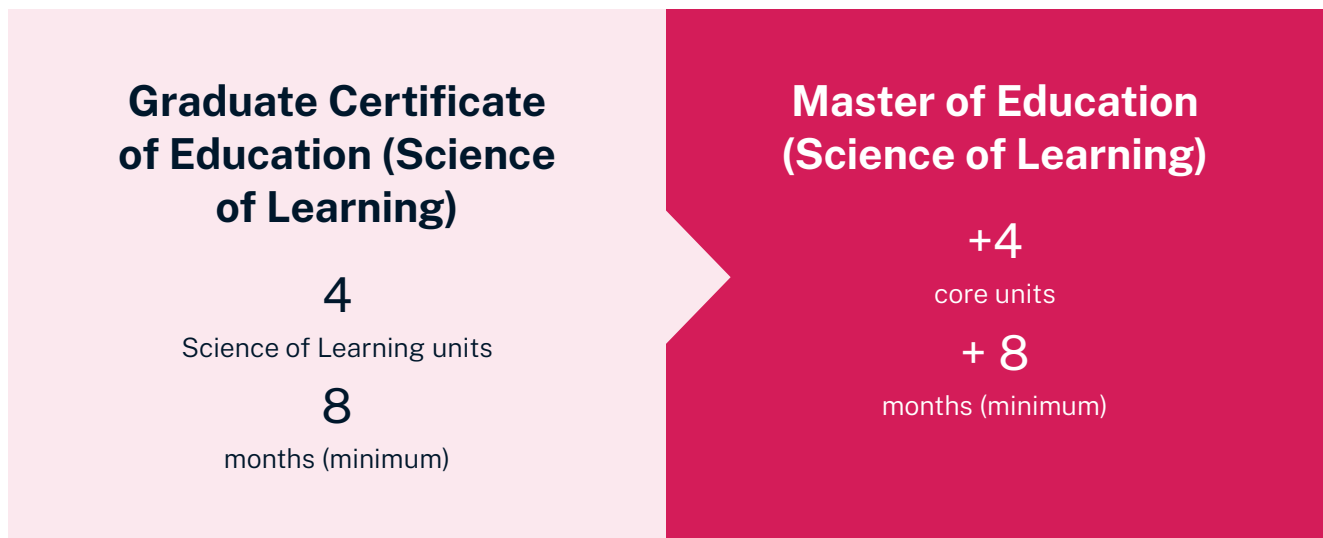 Graduate Certificate
of Education (Science
of Learning)
4
Science of Learning units
8
months (minimum)
Master of Education
(Science of Learning)
+4
core units
+ 8
months (minimum)